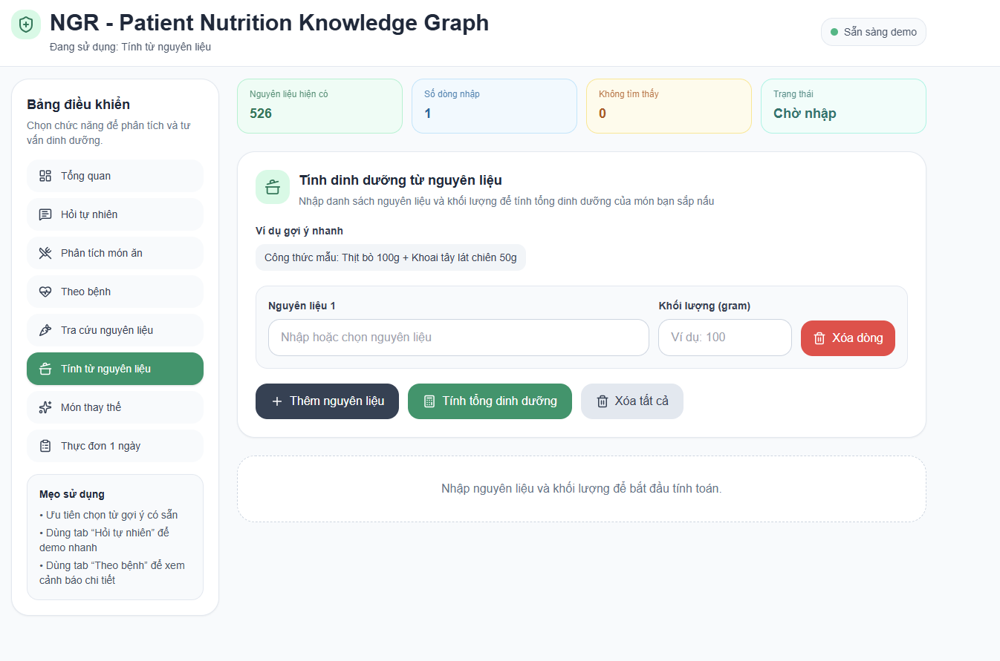 NGR - Patient Nutrition Knowledge Graph
Đang sử dụng: Tính từ nguyên liệu
Sẵn sàng demo
Bảng điều khiển
Chọn chức năng để phân tích và tư
vấn dinh dưỡng.
Tổng quan
Hỏi tự nhiên
Phân tích món ăn
Theo bệnh
Tra cứu nguyên liệu
Tính từ nguyên liệu
Món thay thế
Thực đơn 1 ngày
Mẹo sử dụng
• Ưu tiên chọn từ gợi ý có sẵn
• Dùng tab “Hỏi tự nhiên” để
demo nhanh
• Dùng tab “Theo bệnh” để xem
cảnh báo chi tiết
Nguyên liệu hiện có
526
Số dòng nhập
1
Không tìm thấy
0
Trạng thái
Chờ nhập
Tính dinh dưỡng từ nguyên liệu
Nhập danh sách nguyên liệu và khối lượng để tính tổng dinh dưỡng của món bạn sắp nấu
Ví dụ gợi ý nhanh
Công thức mẫu: Thịt bò 100g + Khoai tây lát chiên 50g
Nguyên liệu 1
Khối lượng (gram)
Nhập hoặc chọn nguyên liệu
Ví dụ: 100
Xóa dòng
Thêm nguyên liệu
Tính tổng dinh dưỡng
Xóa tất cả
Nhập nguyên liệu và khối lượng để bắt đầu tính toán.